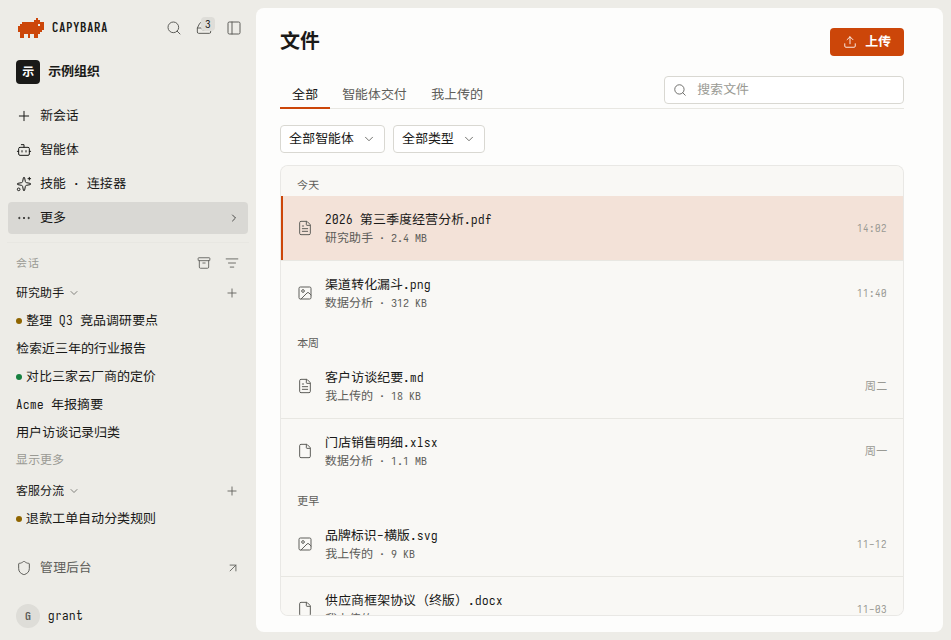 CAPYBARA
3
示 示例组织
新会话
智能体
技能 · 连接器
更多
会话
研究助手
整理 Q3 竞品调研要点
检索近三年的行业报告
对比三家云厂商的定价
Acme 年报摘要
用户访谈记录归类
显示更多
客服分流
退款工单自动分类规则
管理后台
G grant
文件
上传
全部 智能体交付 我上传的
搜索文件
全部智能体 全部类型
今天
2026 第三季度经营分析.pdf
研究助手 · 2.4 MB
14:02
渠道转化漏斗.png
数据分析 · 312 KB
11:40
本周
客户访谈纪要.md
我上传的 · 18 KB
周二
门店销售明细.xlsx
数据分析 · 1.1 MB
周一
更早
品牌标识-横版.svg
我上传的 · 9 KB
11-12
供应商框架协议（终版）.docx
11-03